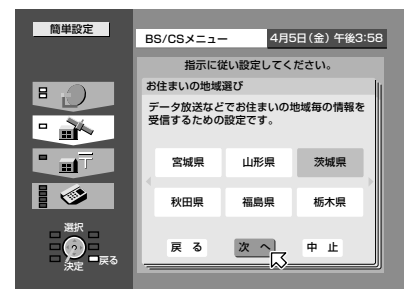 簡単設定
BS/CSメニュー 4月5日(金) 午後3:58
指示に従い設定してください。
お住まいの地域選び
データ放送などでお住まいの地域毎の情報を
受信するための設定です。
宮城県 山形県 茨城県
秋田県 福島県 栃木県
戻る 次へ 中止
選択
決定
戻る